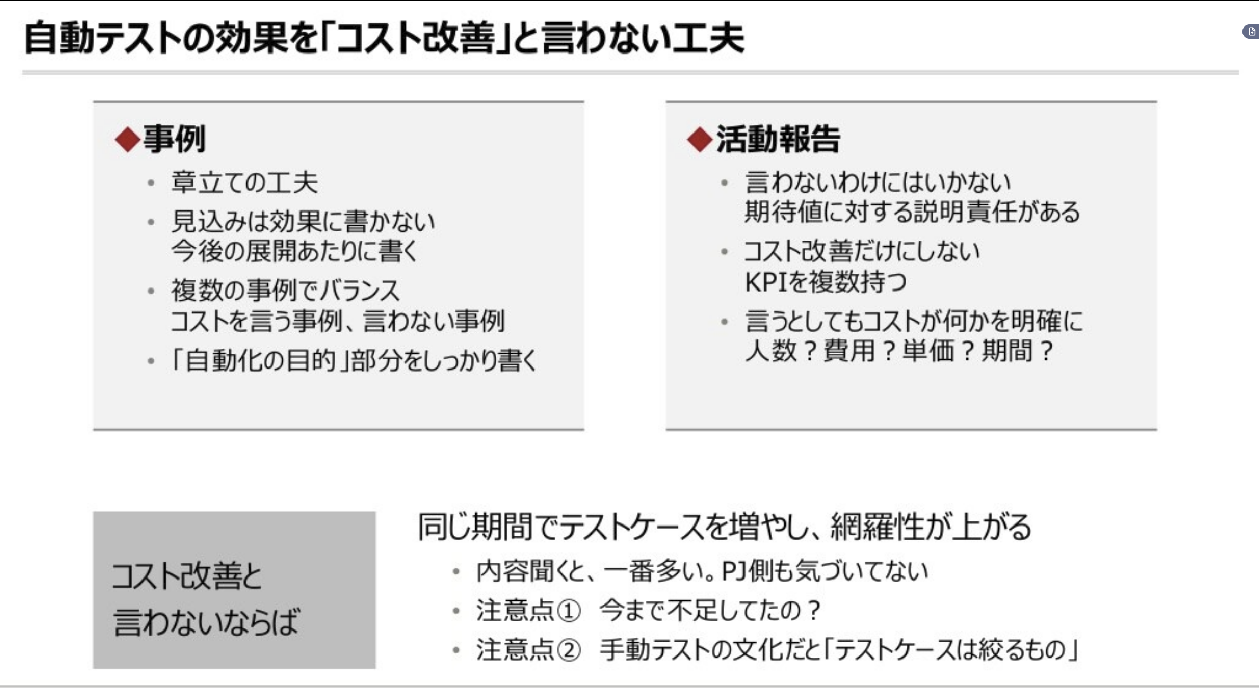 自動テストの効果を「コスト改善」と言わない工夫
◆事例
• 章立ての工夫
• 見込みは効果に書かない
今後の展開あたりに書く
• 複数の事例でバランス
コストを言う事例、言わない事例
• 「自動化の目的」部分をしっかり書く
◆活動報告
• 言わないわけにはいかない
期待値に対する説明責任がある
• コスト改善だけにしない
KPIを複数持つ
• 言うとしてもコストが何かを明確に
人数？費用？単価？期間？
コスト改善と
言わないならば
同じ期間でテストケースを増やし、網羅性が上がる
• 内容聞くと、一番多い。PJ側も気づいてない
• 注意点① 今まで不足してたの？
• 注意点② 手動テストの文化だと「テストケースは絞るもの」